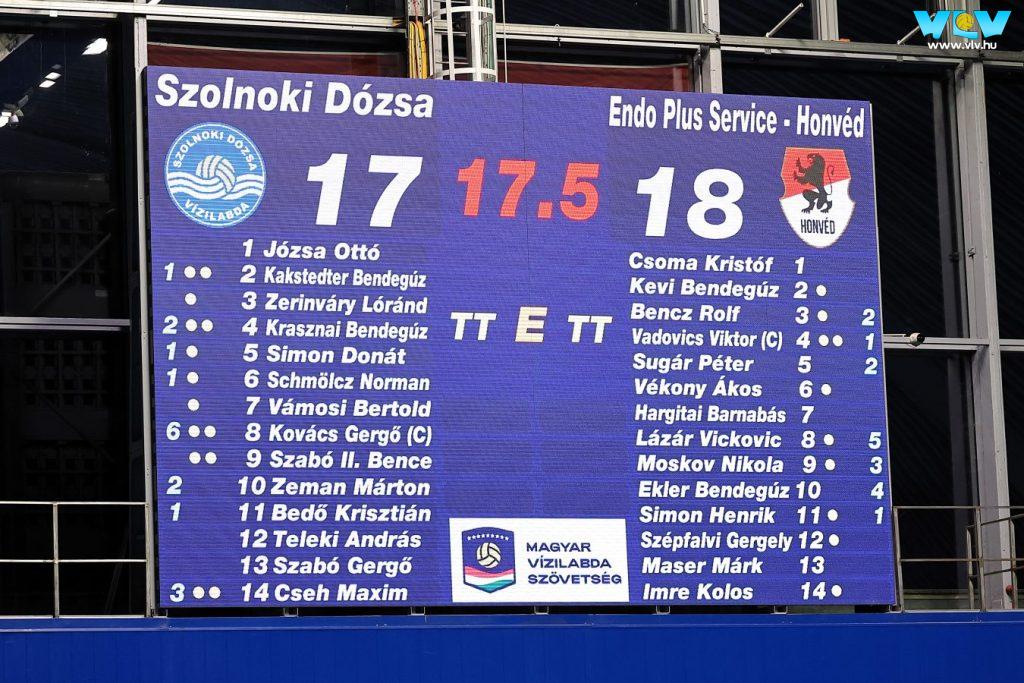 VLV
www.vlv.hu
Szolnoki Dózsa
Endo Plus Service - Honvéd
SZOLNOKI DÓZSA
VÍZILABDA
17
17.5
18
HONVÉD
1 Józsa Ottó
1 2 Kakstedter Bendegúz
3 Zerinváry Lóránd
2 4 Krasznai Bendegúz
1 5 Simon Donát
1 6 Schmölcz Norman
7 Vámosi Bertold
6 8 Kovács Gergő (C)
9 Szabó II. Bence
2 10 Zeman Márton
1 11 Bedő Krisztián
12 Teleki András
13 Szabó Gergő
3 14 Cseh Maxim
TT E TT
Csoma Kristóf 1
Kevi Bendegúz 2
Bencz Rolf 3 2
Vadovics Viktor (C) 4 1
Sugár Péter 5 2
Vékony Ákos 6
Hargitai Barnabás 7
Lázár Vickovic 8 5
Moskov Nikola 9 3
Ekler Bendegúz 10 4
Simon Henrik 11 1
Szépfalvi Gergely 12
Maser Márk 13
Imre Kolos 14
MAGYAR
VÍZILABDA
SZÖVETSÉG